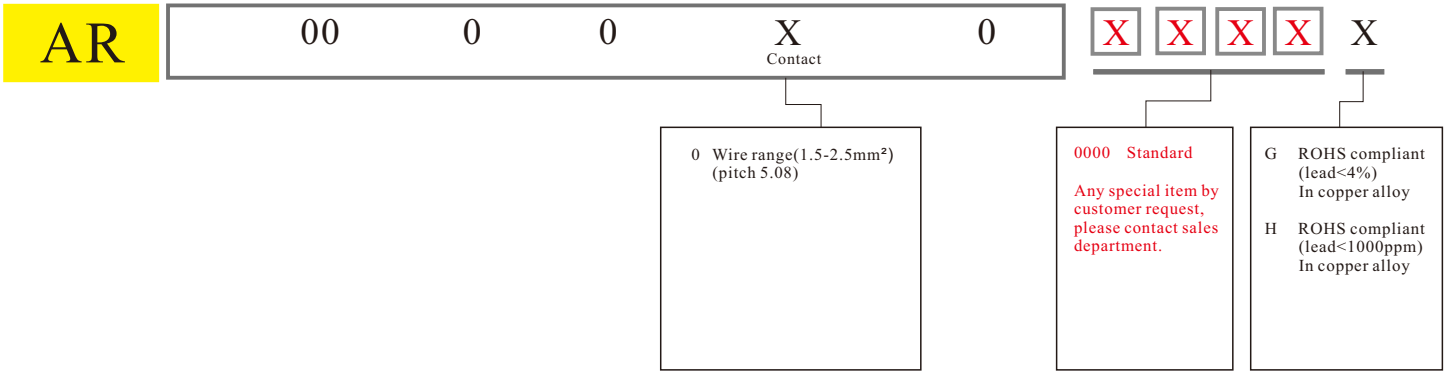 AR 00 0 0 X 0 X X X X X
Contact
0 Wire range(1.5-2.5mm²)
(pitch 5.08)
0000 Standard
Any special item by
customer request,
please contact sales
department.
G ROHS compliant
(lead<4%)
In copper alloy
H ROHS compliant
(lead<1000ppm)
In copper alloy